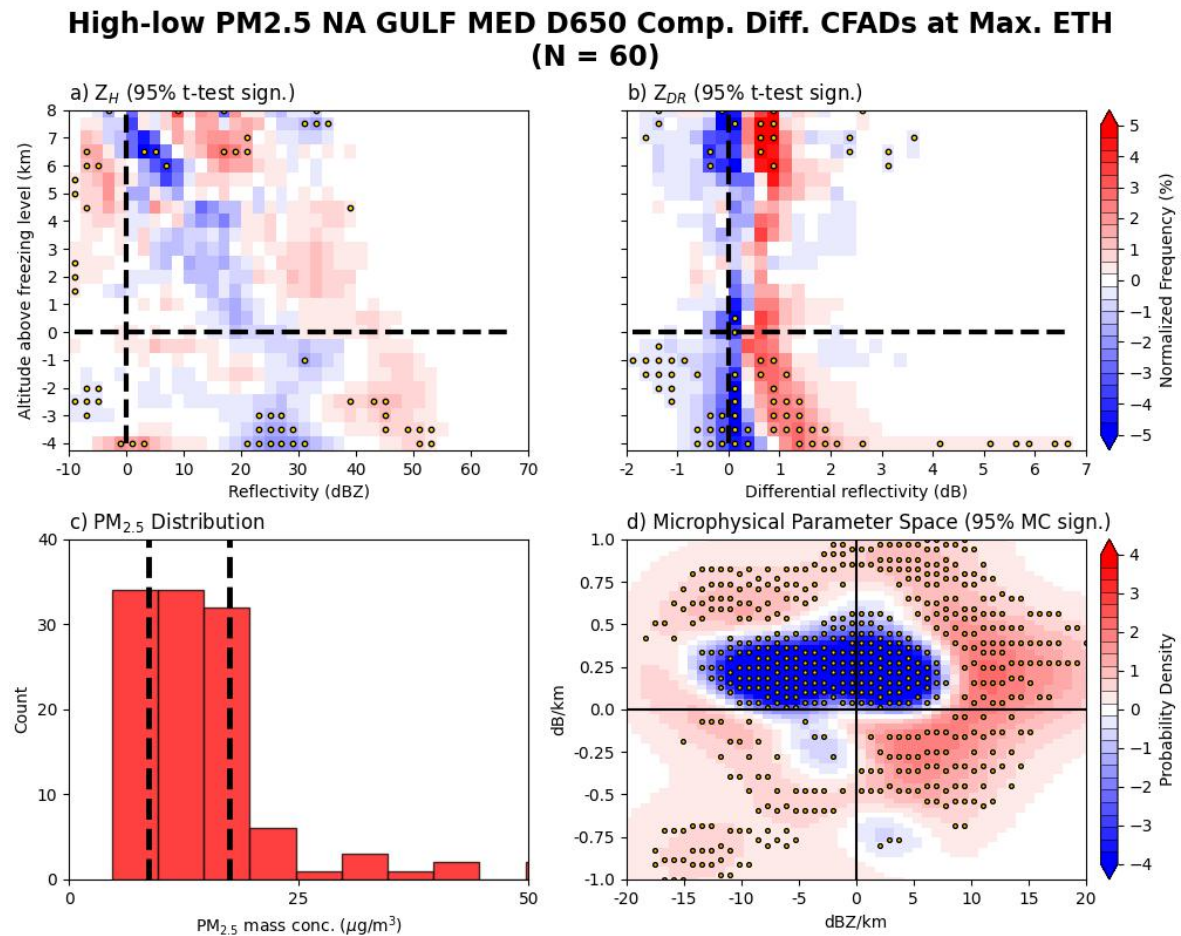 High-low PM2.5 NA GULF MED D650 Comp. Diff. CFADs at Max. ETH
(N = 60)
a) Z_H (95% t-test sign.)
8
7
6
5
4
3
2
1
0
-1
-2
-3
-4
Altitude above freezing level (km)
-10 0 10 20 30 40 50 60 70
Reflectivity (dBZ)
b) Z_DR (95% t-test sign.)
-2 -1 0 1 2 3 4 5 6 7
Differential reflectivity (dB)
5
4
3
2
1
0
−1
−2
−3
−4
−5
Normalized Frequency (%)
c) PM_2.5 Distribution
40
30
20
10
0
Count
0 25 50
PM_2.5 mass conc. (μg/m³)
d) Microphysical Parameter Space (95% MC sign.)
1.0
0.75
0.5
0.25
0.0
-0.25
-0.5
-0.75
-1.0
dB/km
-20 -15 -10 -5 0 5 10 15 20
dBZ/km
4
3
2
1
0
−1
−2
−3
−4
Probability Density